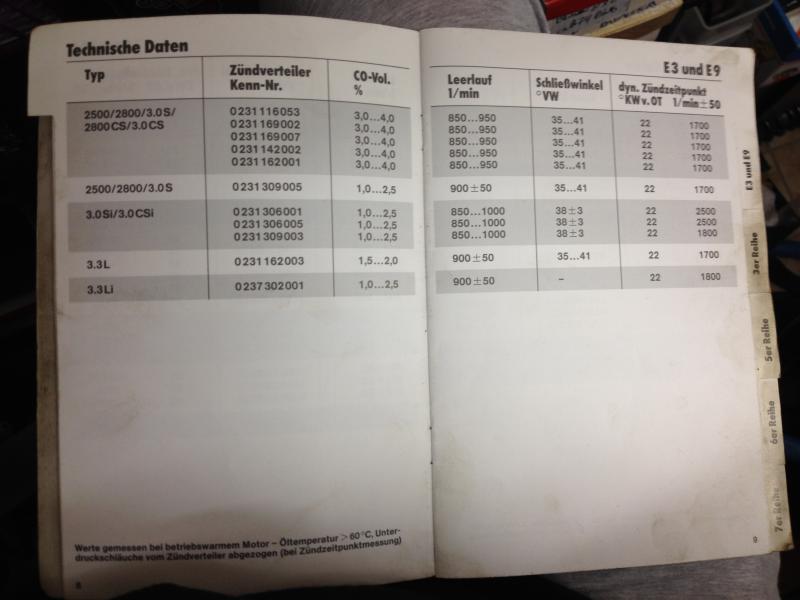 Technische Daten
Typ Zündverteiler Kenn-Nr. CO-Vol. %
2500/2800/3.0S/ 0231116053 3,0...4,0
2800CS/3.0CS 0231169002 3,0...4,0
0231169007 3,0...4,0
0231142002 3,0...4,0
0231162001 3,0...4,0
2500/2800/3.0S 0231309005 1,0...2,5
3.0Si/3.0CSi 0231306001 1,0...2,5
0231306005 1,0...2,5
0231309003 1,0...2,5
3.3L 0231162003 1,5...2,0
3.3Li 0237302001 1,0...2,5
Werte gemessen bei betriebswarmem Motor – Öltemperatur > 60°C, Unter-
druckschläuche vom Zündverteiler abgezogen (bei Zündzeitpunktmessung)
8
E3 und E9
Leerlauf 1/min Schließwinkel °VW dyn. Zündzeitpunkt °KW v. OT 1/min±50
850...950 35...41 22 1700
850...950 35...41 22 1700
850...950 35...41 22 1700
850...950 35...41 22 1700
850...950 35...41 22 1700
900±50 35...41 22 1700
850...1000 38±3 22 2500
850...1000 38±3 22 2500
850...1000 38±3 22 1800
900±50 35...41 22 1700
900±50 – 22 1800
9
E3 und E9
3er Reihe
5er Reihe
6er Reihe
7er Reihe